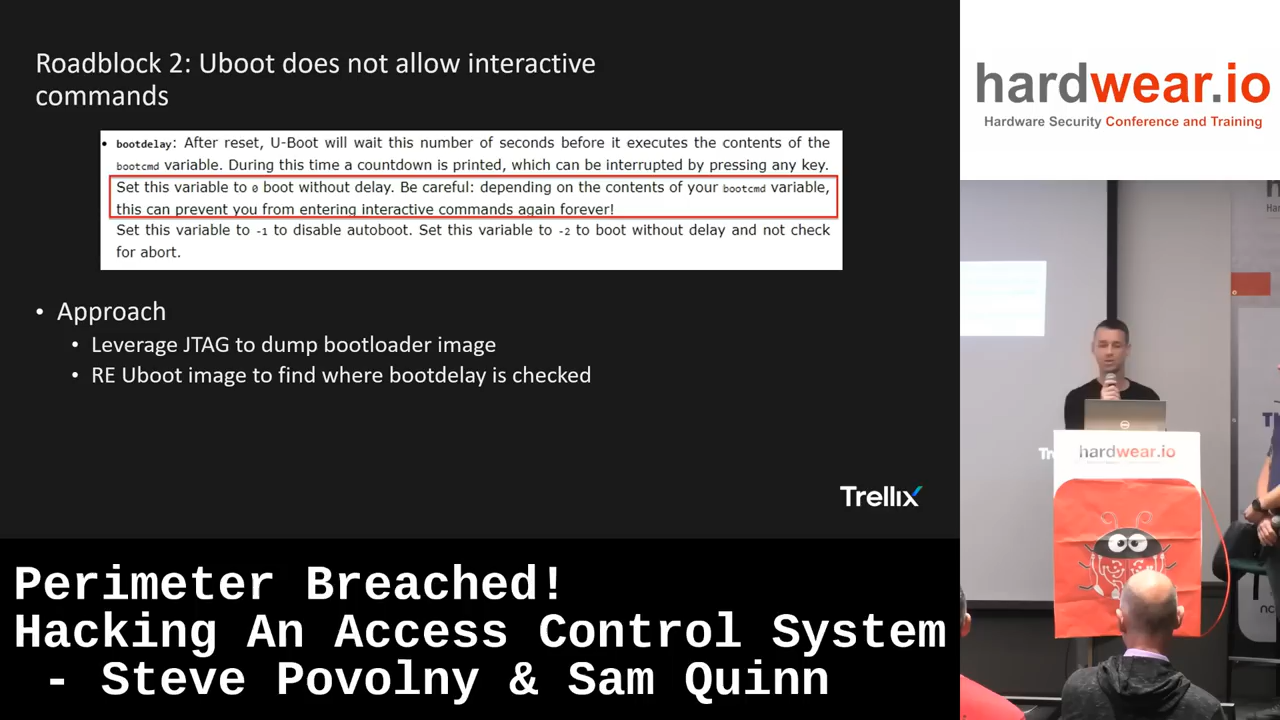 Roadblock 2: Uboot does not allow interactive
commands
• bootdelay: After reset, U-Boot will wait this number of seconds before it executes the contents of the
bootcmd variable. During this time a countdown is printed, which can be interrupted by pressing any key.
Set this variable to 0 boot without delay. Be careful: depending on the contents of your bootcmd variable,
this can prevent you from entering interactive commands again forever!
Set this variable to -1 to disable autoboot. Set this variable to -2 to boot without delay and not check
for abort.
• Approach
• Leverage JTAG to dump bootloader image
• RE Uboot image to find where bootdelay is checked
Trellix
hardwear.io
Hardware Security Conference and Training
hardwear.io
Perimeter Breached!
Hacking An Access Control System
- Steve Povolny & Sam Quinn